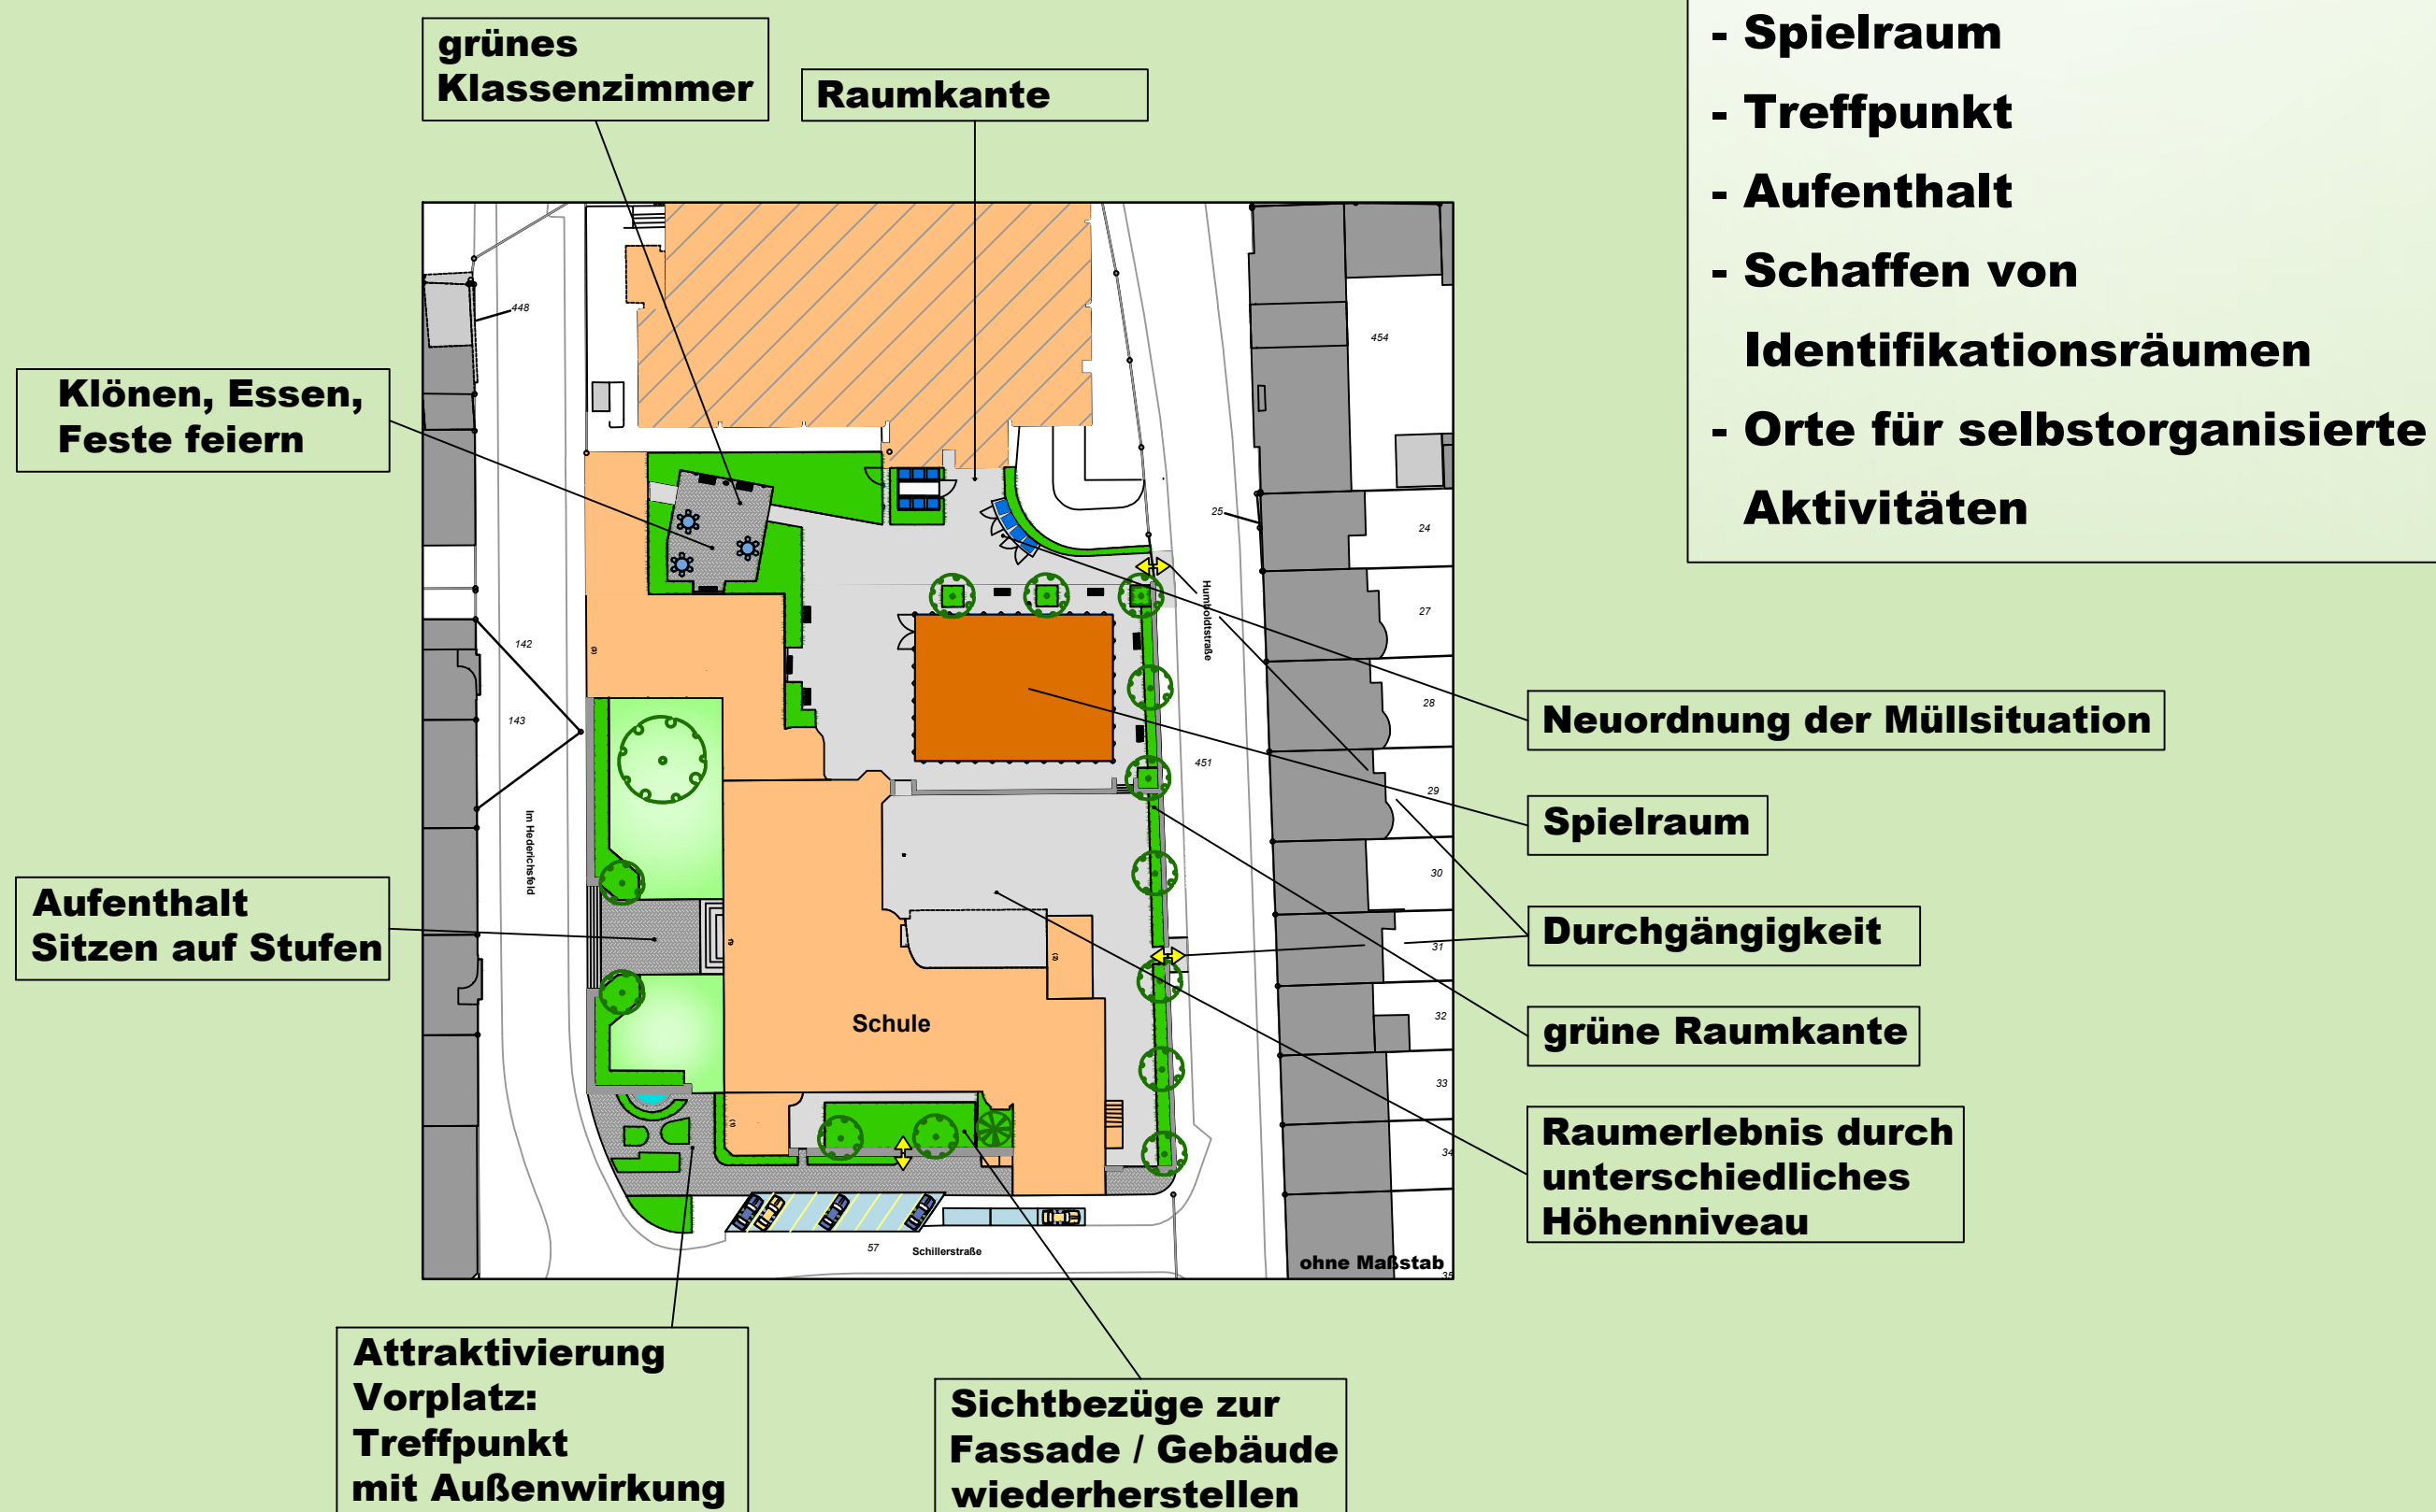 grünes
Klassenzimmer
Raumkante
- Spielraum
- Treffpunkt
- Aufenthalt
- Schaffen von
Identifikationsräumen
- Orte für selbstorganisierte
Aktivitäten
Klönen, Essen,
Feste feiern
Aufenthalt
Sitzen auf Stufen
448
142
143
Im Hederichsfeld
Schule
57
Schillerstraße
Humboldtstraße
451
454
25
24
27
28
29
30
31
32
33
34
35
ohne Maßstab
Neuordnung der Müllsituation
Spielraum
Durchgängigkeit
grüne Raumkante
Raumerlebnis durch
unterschiedliches
Höhenniveau
Attraktivierung
Vorplatz:
Treffpunkt
mit Außenwirkung
Sichtbezüge zur
Fassade / Gebäude
wiederherstellen